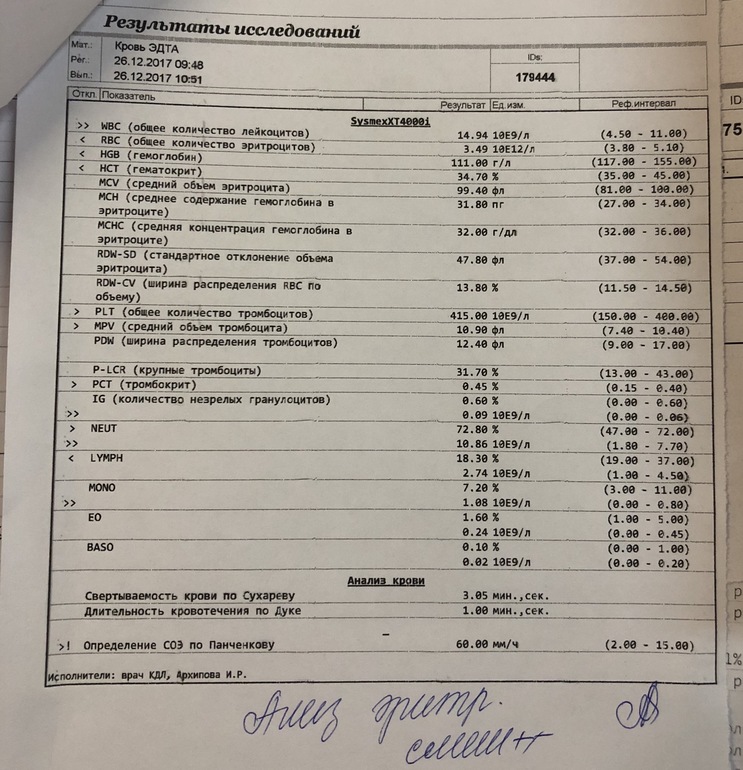 Результаты исследований
Мат.: Кровь ЭДТА
Рег.: 26.12.2017 09:48 IDs:
Вып.: 26.12.2017 10:51 179444
Откл. Показатель Результат Ед.изм. Реф.интервал
SysmexXT4000i
>> WBC (общее количество лейкоцитов) 14.94 10E9/л (4.50 - 11.00)
< RBC (общее количество эритроцитов) 3.49 10E12/л (3.80 - 5.10)
< HGB (гемоглобин) 111.00 г/л (117.00 - 155.00)
< HCT (гематокрит) 34.70 % (35.00 - 45.00)
MCV (средний объем эритроцита) 99.40 фл (81.00 - 100.00)
MCH (среднее содержание гемоглобина в 31.80 пг (27.00 - 34.00)
эритроците)
MCHC (средняя концентрация гемоглобина в 32.00 г/дл (32.00 - 36.00)
эритроците)
RDW-SD (стандартное отклонение объема 47.80 фл (37.00 - 54.00)
эритроцита)
RDW-CV (ширина распределения RBC по 13.80 % (11.50 - 14.50)
объему)
> PLT (общее количество тромбоцитов) 415.00 10E9/л (150.00 - 400.00)
> MPV (средний объем тромбоцита) 10.90 фл (7.40 - 10.40)
PDW (ширина распределения тромбоцитов) 12.40 фл (9.00 - 17.00)
P-LCR (крупные тромбоциты) 31.70 % (13.00 - 43.00)
> PCT (тромбокрит) 0.45 % (0.15 - 0.40)
IG (количество незрелых гранулоцитов) 0.60 % (0.00 - 0.60)
>> 0.09 10E9/л (0.00 - 0.06)
> NEUT 72.80 % (47.00 - 72.00)
>> 10.86 10E9/л (1.80 - 7.70)
< LYMPH 18.30 % (19.00 - 37.00)
2.74 10E9/л (1.00 - 4.50)
MONO 7.20 % (3.00 - 11.00)
>> 1.08 10E9/л (0.00 - 0.80)
EO 1.60 % (1.00 - 5.00)
0.24 10E9/л (0.00 - 0.45)
BASO 0.10 % (0.00 - 1.00)
0.02 10E9/л (0.00 - 0.20)
Анализ крови
Свертываемость крови по Сухареву 3.05 мин.,сек.
Длительность кровотечения по Дуке 1.00 мин.,сек.
>! Определение СОЭ по Панченкову 60.00 мм/ч (2.00 - 15.00)
Исполнители: врач КДЛ, Архипова И.Р.
ID
75
1%